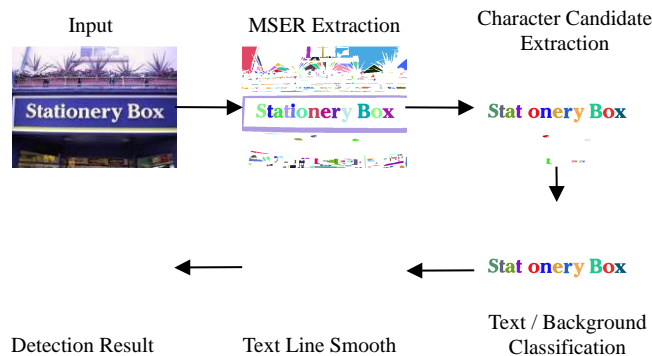 Input
MSER Extraction
Character Candidate
Extraction
Stationery Box
Stationery Box
Stat onery Box
Stat onery Box
Detection Result
Text Line Smooth
Text / Background
Classification